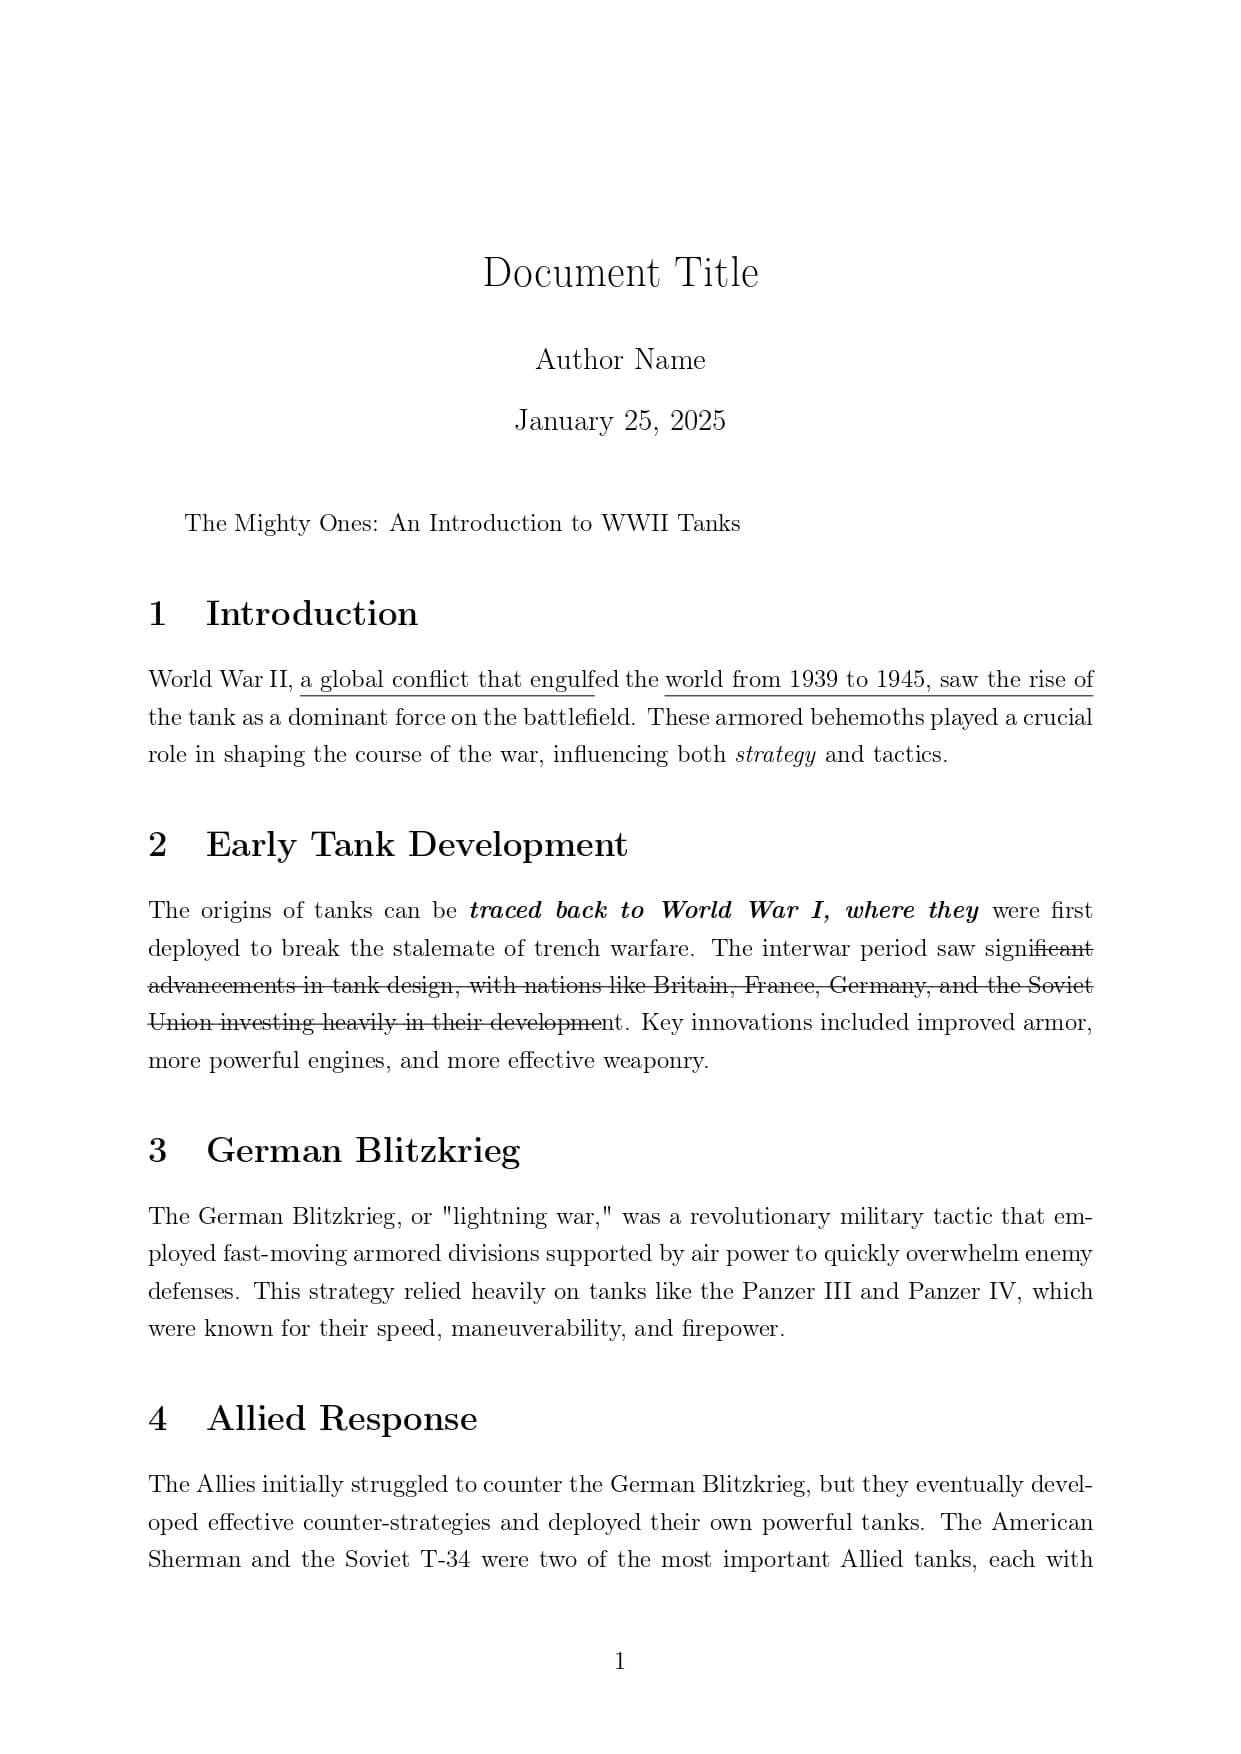 Document Title
Author Name
January 25, 2025
The Mighty Ones: An Introduction to WWII Tanks
1 Introduction
World War II, a global conflict that engulfed the world from 1939 to 1945, saw the rise of
the tank as a dominant force on the battlefield. These armored behemoths played a crucial
role in shaping the course of the war, influencing both strategy and tactics.
2 Early Tank Development
The origins of tanks can be traced back to World War I, where they were first
deployed to break the stalemate of trench warfare. The interwar period saw significant
advancements in tank design, with nations like Britain, France, Germany, and the Soviet
Union investing heavily in their development. Key innovations included improved armor,
more powerful engines, and more effective weaponry.
3 German Blitzkrieg
The German Blitzkrieg, or "lightning war," was a revolutionary military tactic that em-
ployed fast-moving armored divisions supported by air power to quickly overwhelm enemy
defenses. This strategy relied heavily on tanks like the Panzer III and Panzer IV, which
were known for their speed, maneuverability, and firepower.
4 Allied Response
The Allies initially struggled to counter the German Blitzkrieg, but they eventually devel-
oped effective counter-strategies and deployed their own powerful tanks. The American
Sherman and the Soviet T-34 were two of the most important Allied tanks, each with
1